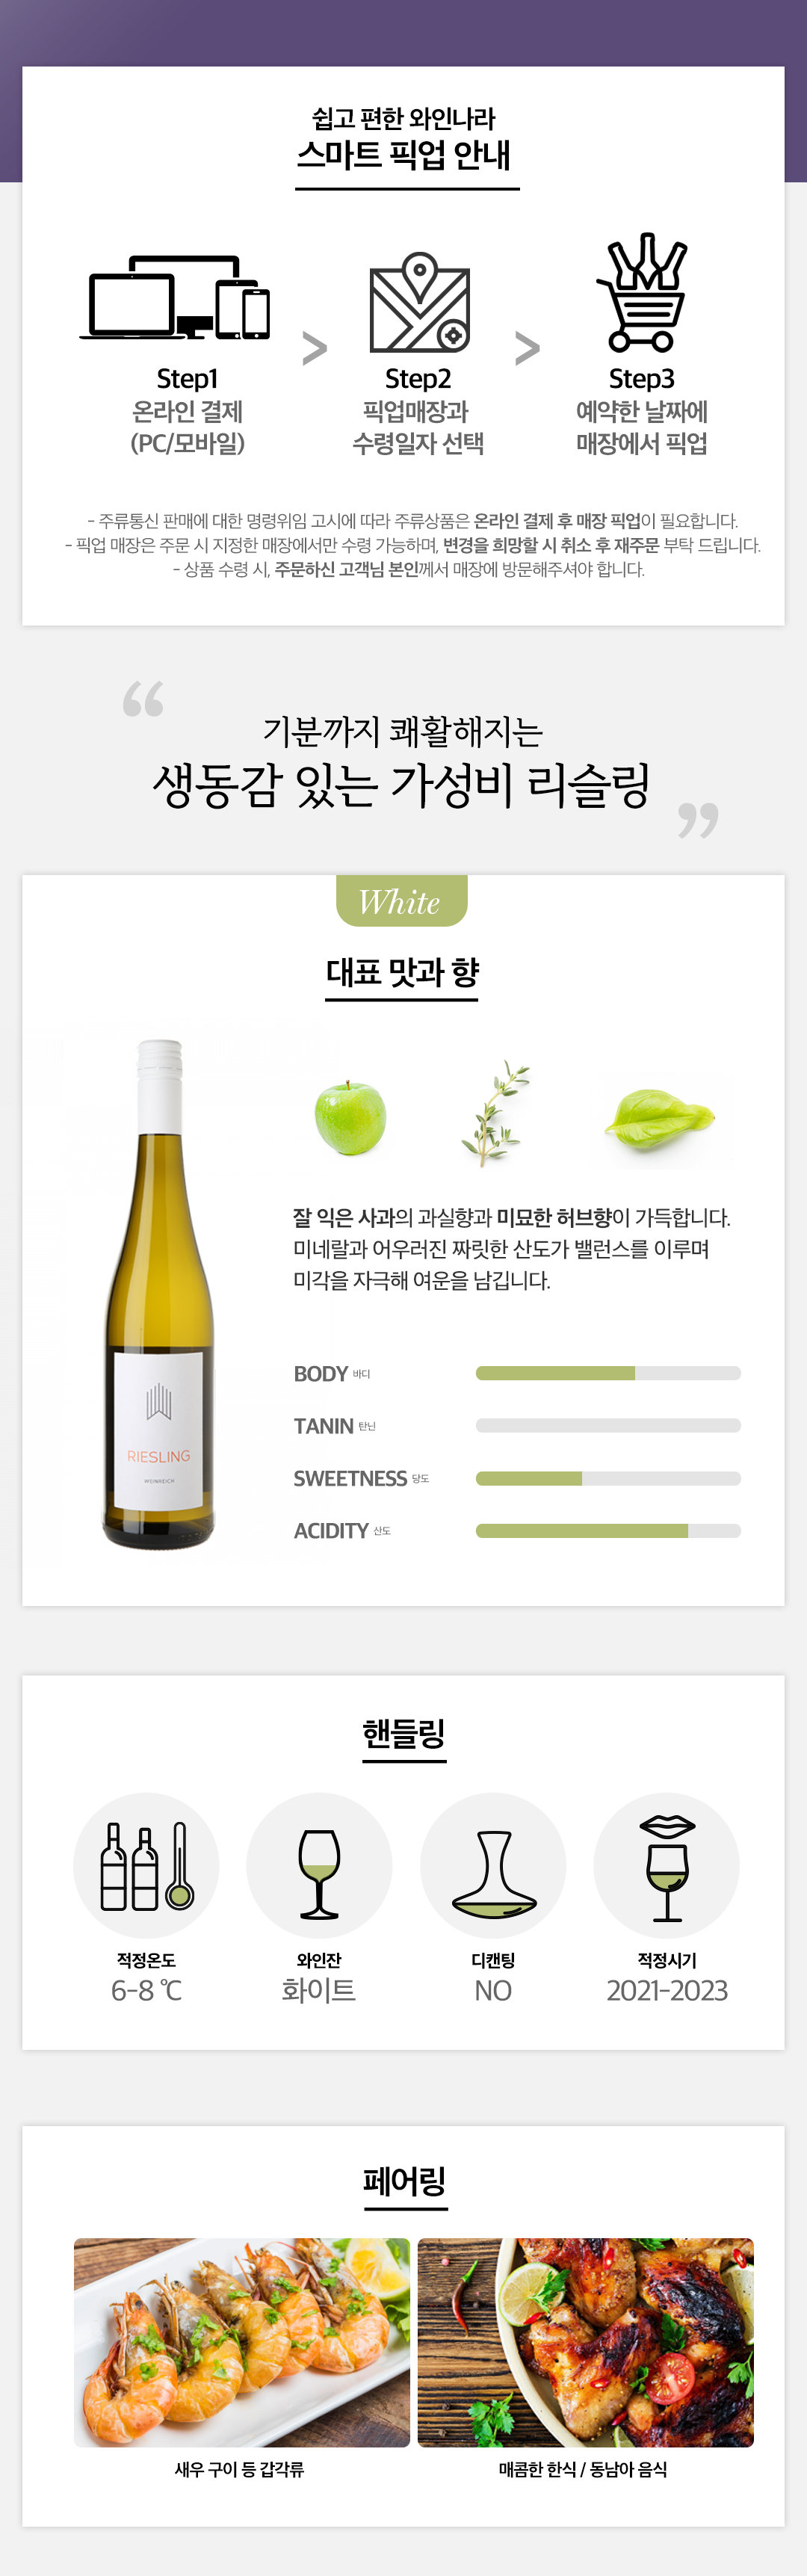 쉽고 편한 와인나라
스마트 픽업 안내
Step1
온라인 결제
(PC/모바일)
>
Step2
픽업매장과
수령일자 선택
>
Step3
예약한 날짜에
매장에서 픽업
- 주류통신 판매에 대한 명령위임 고시에 따라 주류상품은 온라인 결제 후 매장 픽업이 필요합니다.
- 픽업 매장은 주문 시 지정한 매장에서만 수령 가능하며, 변경을 희망할 시 취소 후 재주문 부탁 드립니다.
- 상품 수령 시, 주문하신 고객님 본인께서 매장에 방문해주셔야 합니다.
“
기분까지 쾌활해지는
생동감 있는 가성비 리슬링
”
White
대표 맛과 향
RIESLING
WEINREICH
잘 익은 사과의 과실향과 미묘한 허브향이 가득합니다.
미네랄과 어우러진 짜릿한 산도가 밸런스를 이루며
미각을 자극해 여운을 남깁니다.
BODY 바디
TANIN 탄닌
SWEETNESS 당도
ACIDITY 산도
핸들링
적정온도
6-8 ℃
와인잔
화이트
디캔팅
NO
적정시기
2021-2023
페어링
새우 구이 등 갑각류
매콤한 한식 / 동남아 음식